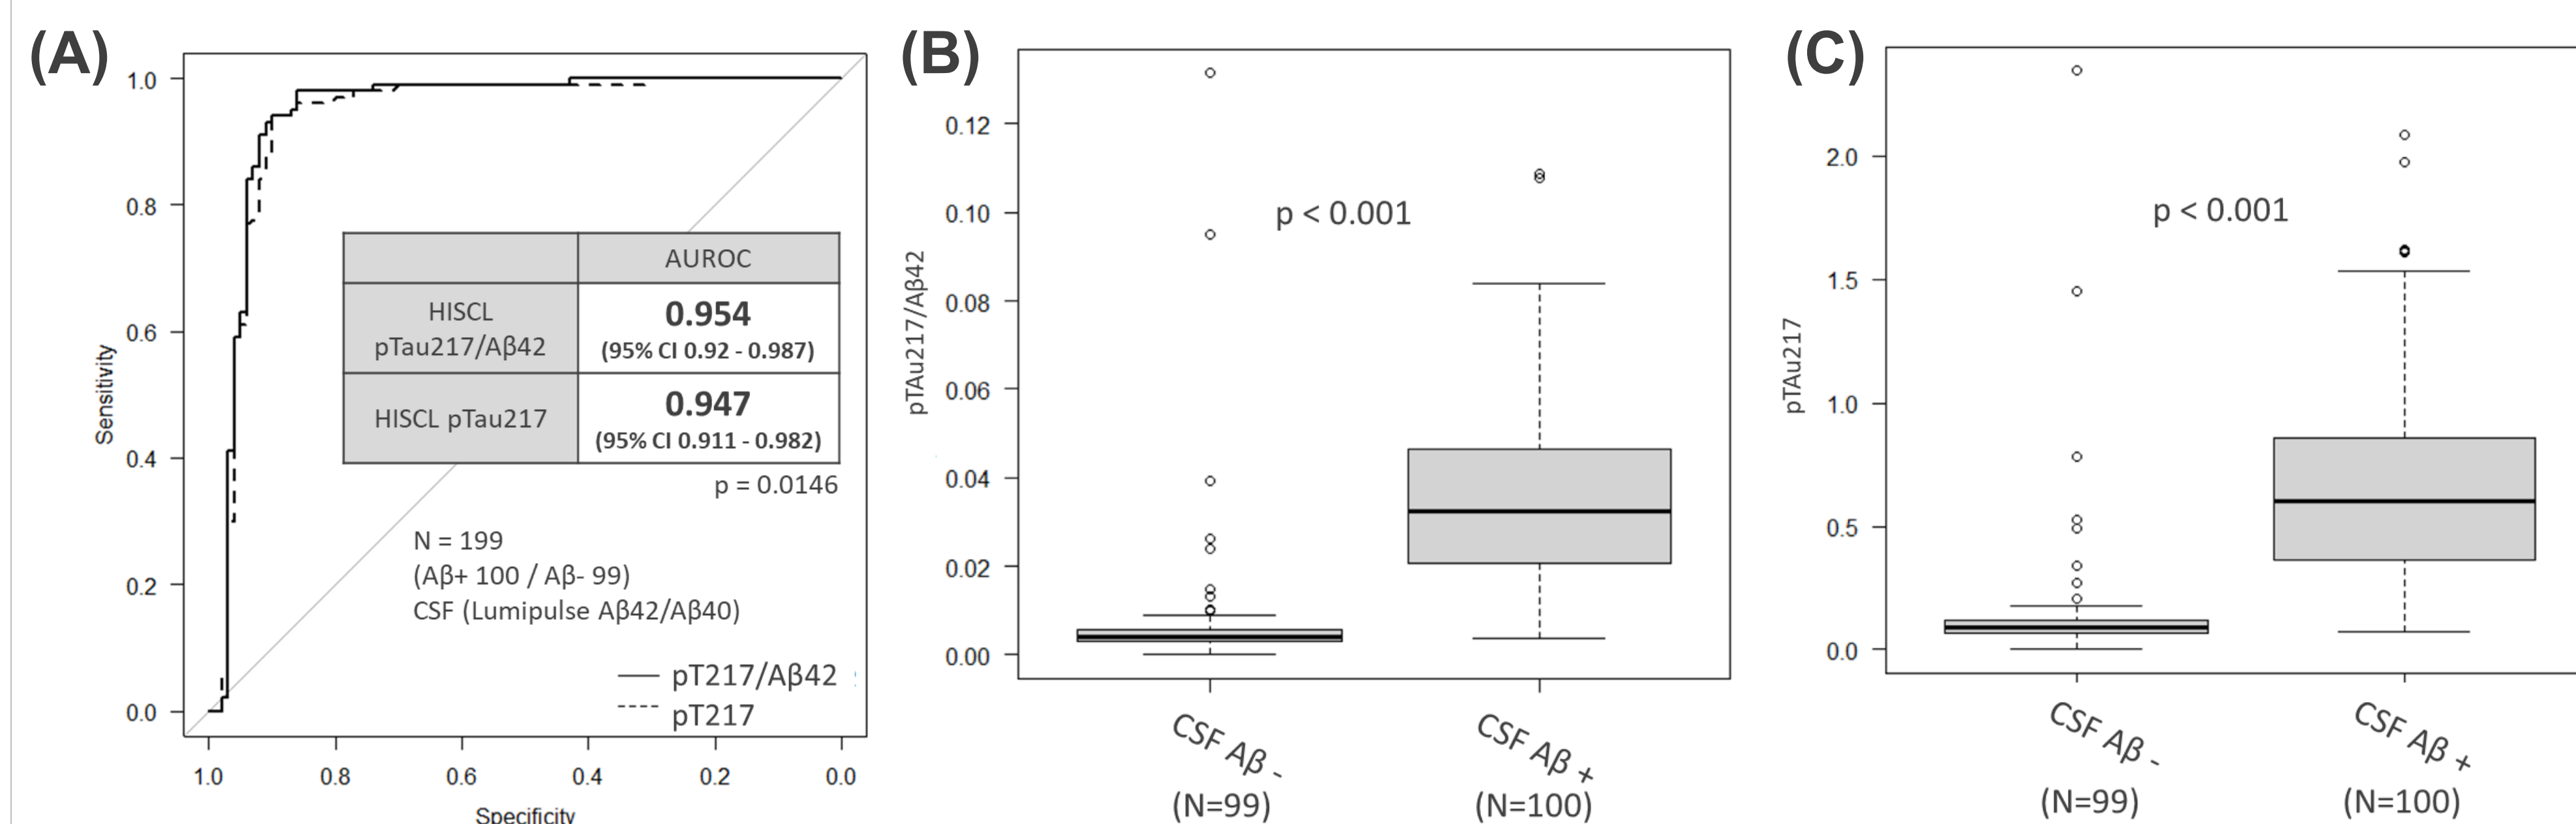 (A)
1.0
0.8
0.6
0.4
0.2
0.0
Sensitivity
AUROC
HISCL
pTau217/Aβ42
0.954
(95% CI 0.92 - 0.987)
HISCL pTau217
0.947
(95% CI 0.911 - 0.982)
p = 0.0146
N = 199
(Aβ+ 100 / Aβ- 99)
CSF (Lumipulse Aβ42/Aβ40)
pT217/Aβ42
pT217
1.0 0.8 0.6 0.4 0.2 0.0
Specificity
(B)
pTAu217/Aβ42
0.12
0.10
0.08
0.06
0.04
0.02
0.00
p < 0.001
CSF Aβ -
(N=99)
CSF Aβ +
(N=100)
(C)
pTAu217
2.0
1.5
1.0
0.5
0.0
p < 0.001
CSF Aβ -
(N=99)
CSF Aβ +
(N=100)